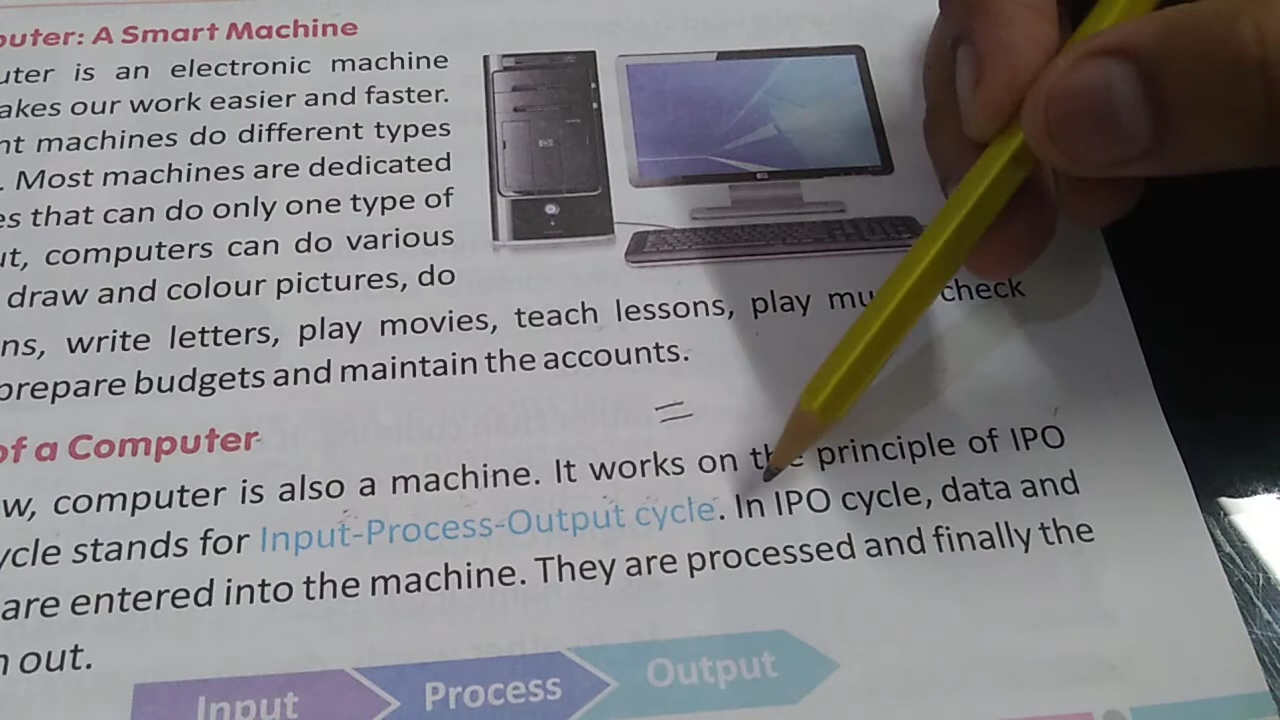 puter: A Smart Machine
uter is an electronic machine
akes our work easier and faster.
nt machines do different types
. Most machines are dedicated
es that can do only one type of
ut, computers can do various
draw and colour pictures, do
ns, write letters, play movies, teach lessons, play mu check
prepare budgets and maintain the accounts.
of a Computer
w, computer is also a machine. It works on the principle of IPO
ycle stands for Input-Process-Output cycle. In IPO cycle, data and
are entered into the machine. They are processed and finally the
n out.
Input Process Output